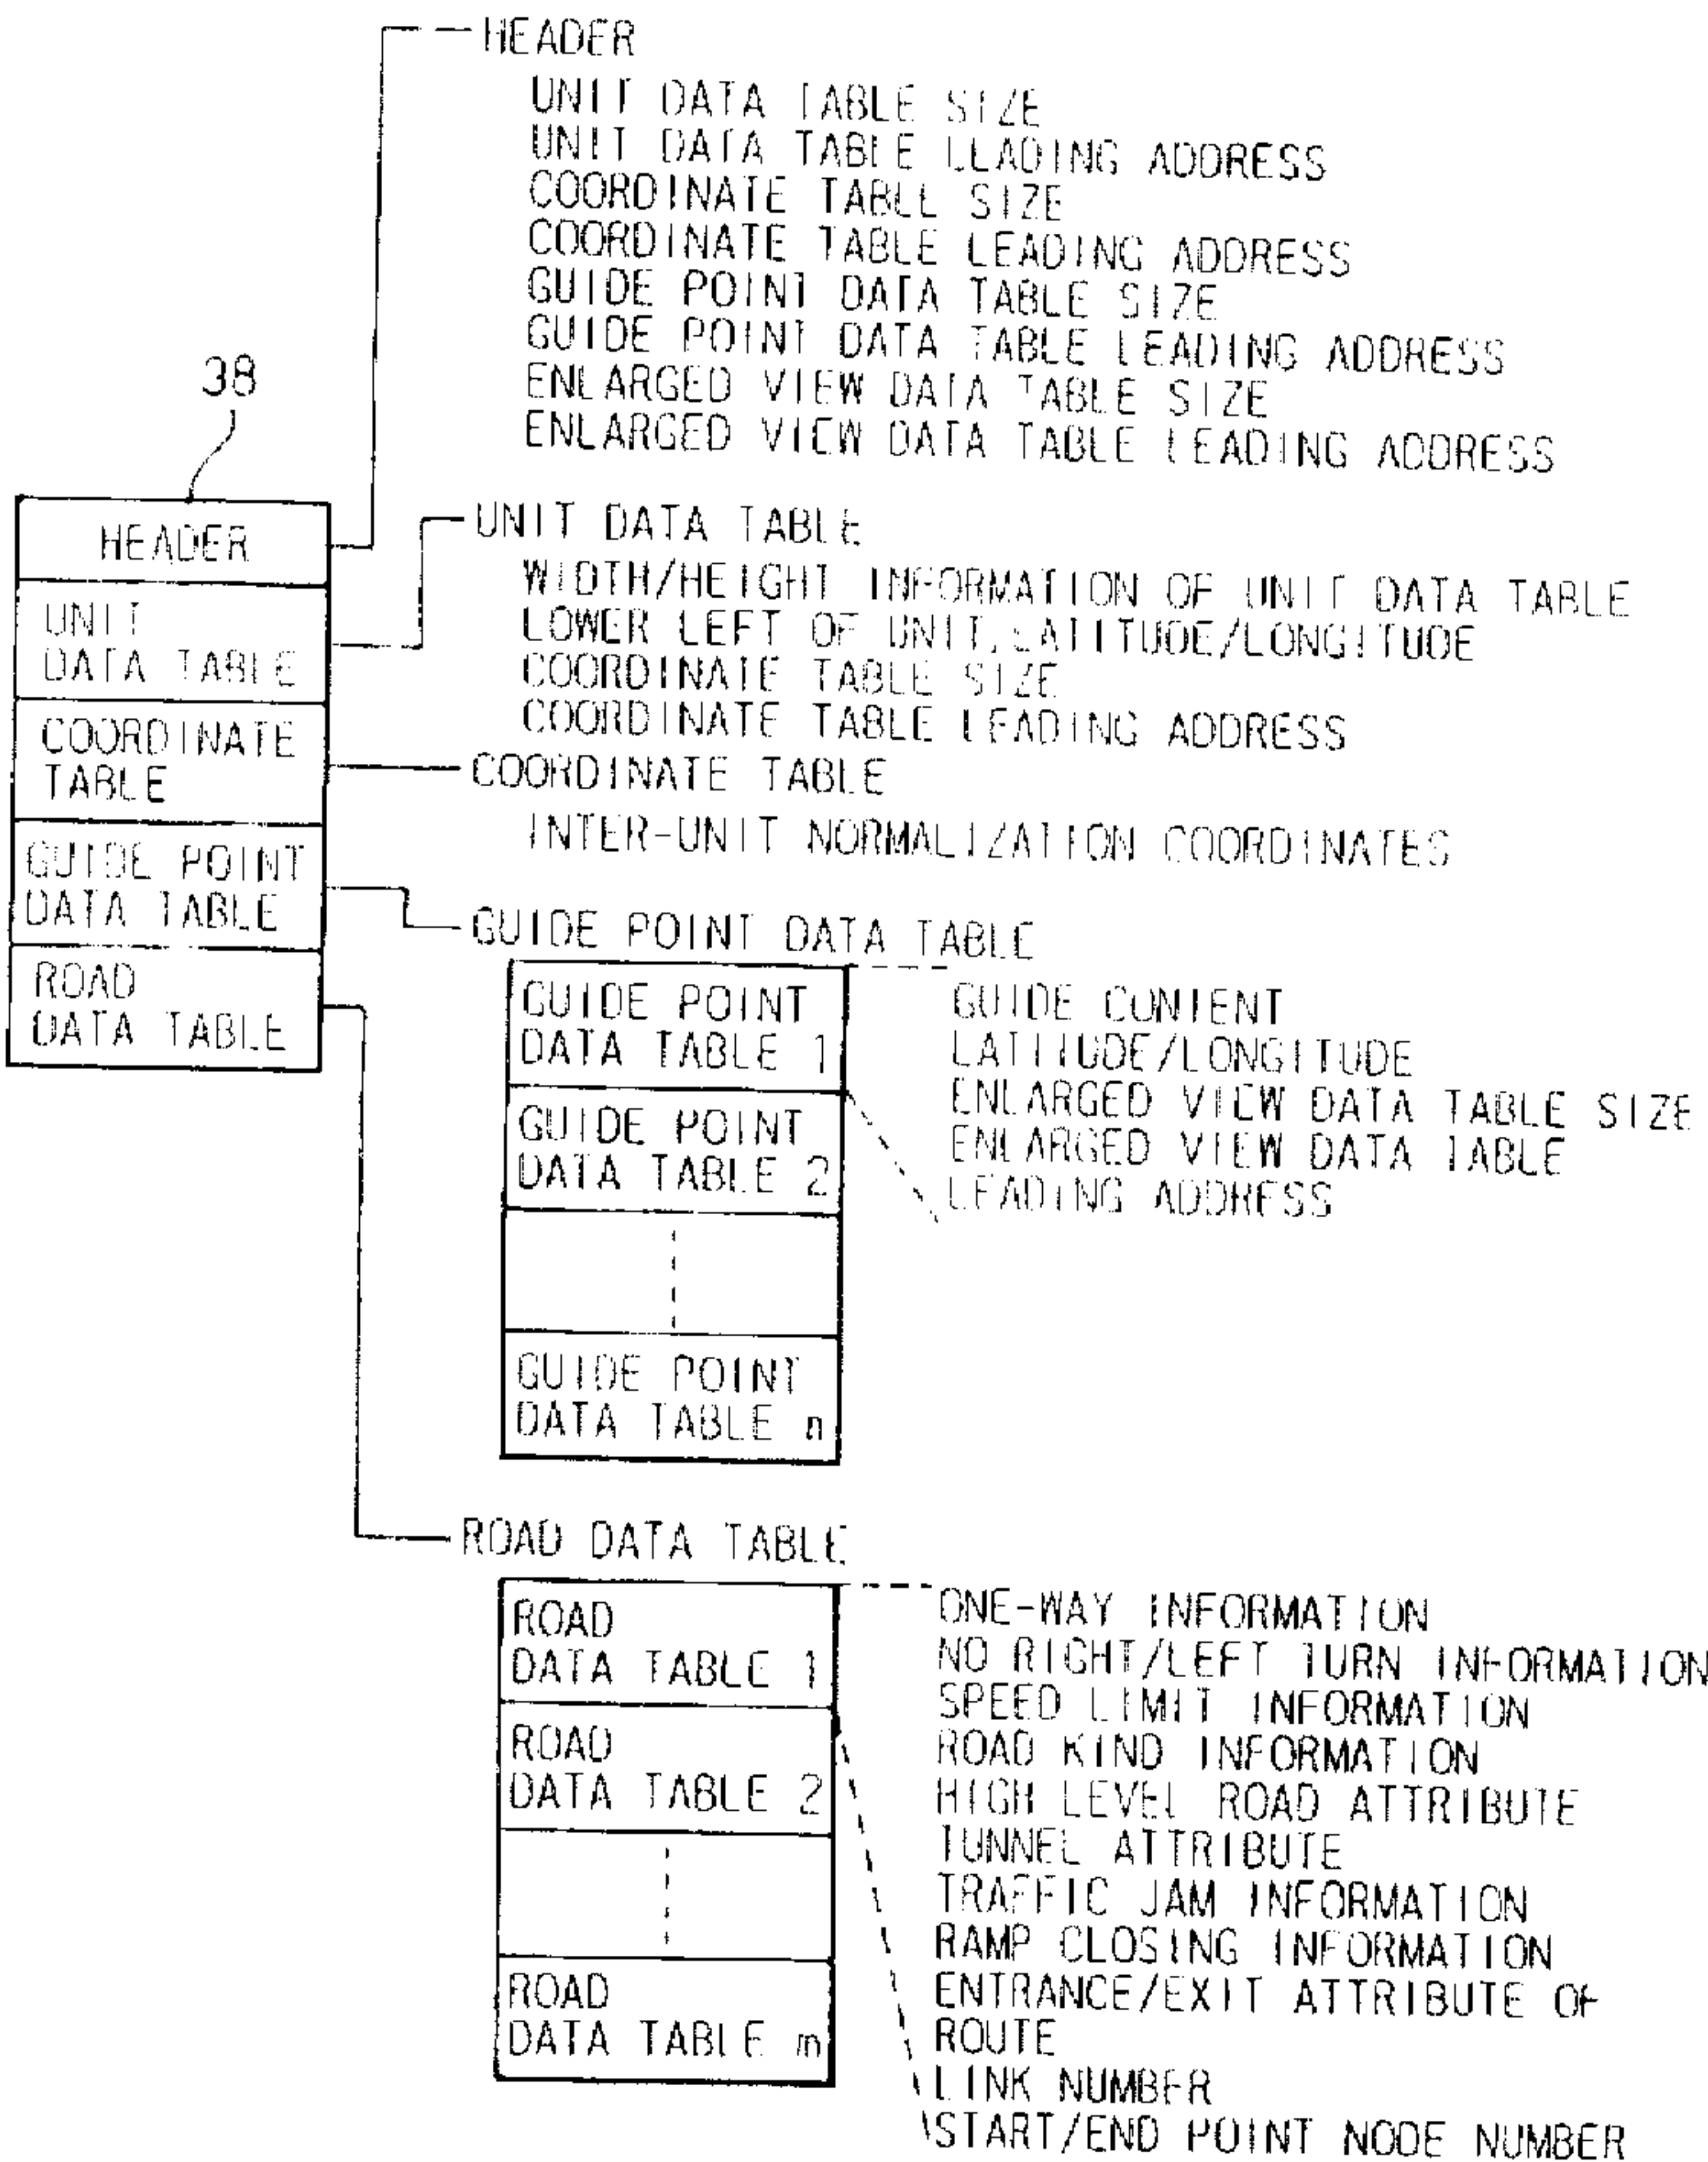 HEADER
UNIT DATA TABLE SIZE
UNIT DATA TABLE LEADING ADDRESS
COORDINATE TABLE SIZE
COORDINATE TABLE LEADING ADDRESS
GUIDE POINT DATA TABLE SIZE
GUIDE POINT DATA TABLE LEADING ADDRESS
ENLARGED VIEW DATA TABLE SIZE
ENLARGED VIEW DATA TABLE LEADING ADDRESS
38
HEADER
UNIT
DATA TABLE
COORDINATE
TABLE
GUIDE POINT
DATA TABLE
ROAD
DATA TABLE
UNIT DATA TABLE
WIDTH/HEIGHT INFORMATION OF UNIT DATA TABLE
LOWER LEFT OF UNIT, LATITUDE/LONGITUDE
COORDINATE TABLE SIZE
COORDINATE TABLE LEADING ADDRESS
COORDINATE TABLE
INTER-UNIT NORMALIZATION COORDINATES
GUIDE POINT DATA TABLE
GUIDE POINT
DATA TABLE 1
GUIDE POINT
DATA TABLE 2
GUIDE POINT
DATA TABLE n
GUIDE CONTENT
LATITUDE/LONGITUDE
ENLARGED VIEW DATA TABLE SIZE
ENLARGED VIEW DATA TABLE
LEADING ADDRESS
ROAD DATA TABLE
ROAD
DATA TABLE 1
ROAD
DATA TABLE 2
ROAD
DATA TABLE m
ONE-WAY INFORMATION
NO RIGHT/LEFT TURN INFORMATION
SPEED LIMIT INFORMATION
ROAD KIND INFORMATION
HIGH LEVEL ROAD ATTRIBUTE
TUNNEL ATTRIBUTE
TRAFFIC JAM INFORMATION
RAMP CLOSING INFORMATION
ENTRANCE/EXIT ATTRIBUTE OF
ROUTE
LINK NUMBER
START/END POINT NODE NUMBER